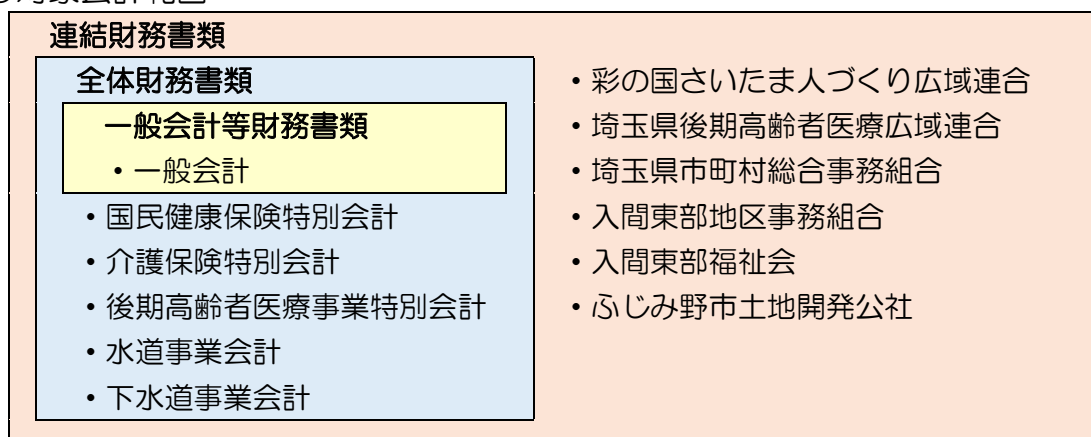 連結財務書類
全体財務書類
一般会計等財務書類
・一般会計
・国民健康保険特別会計
・介護保険特別会計
・後期高齢者医療事業特別会計
・水道事業会計
・下水道事業会計
・彩の国さいたま人づくり広域連合
・埼玉県後期高齢者医療広域連合
・埼玉県市町村総合事務組合
・入間東部地区事務組合
・入間東部福祉会
・ふじみ野市土地開発公社